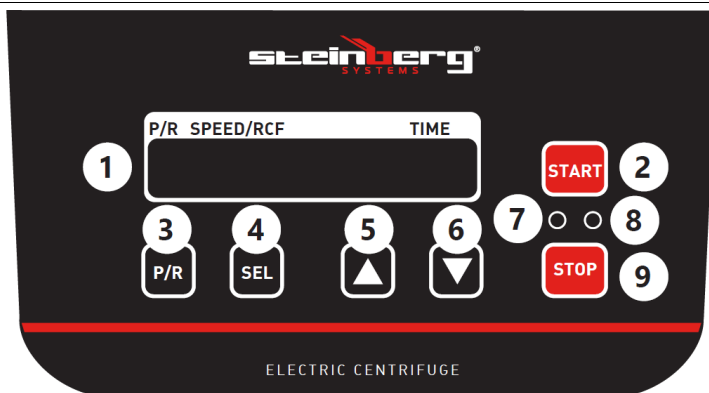 steinberg®
SYSTEMS
P/R SPEED/RCF TIME
1
START 2
3 4 5 6
7 8
P/R SEL
STOP 9
ELECTRIC CENTRIFUGE